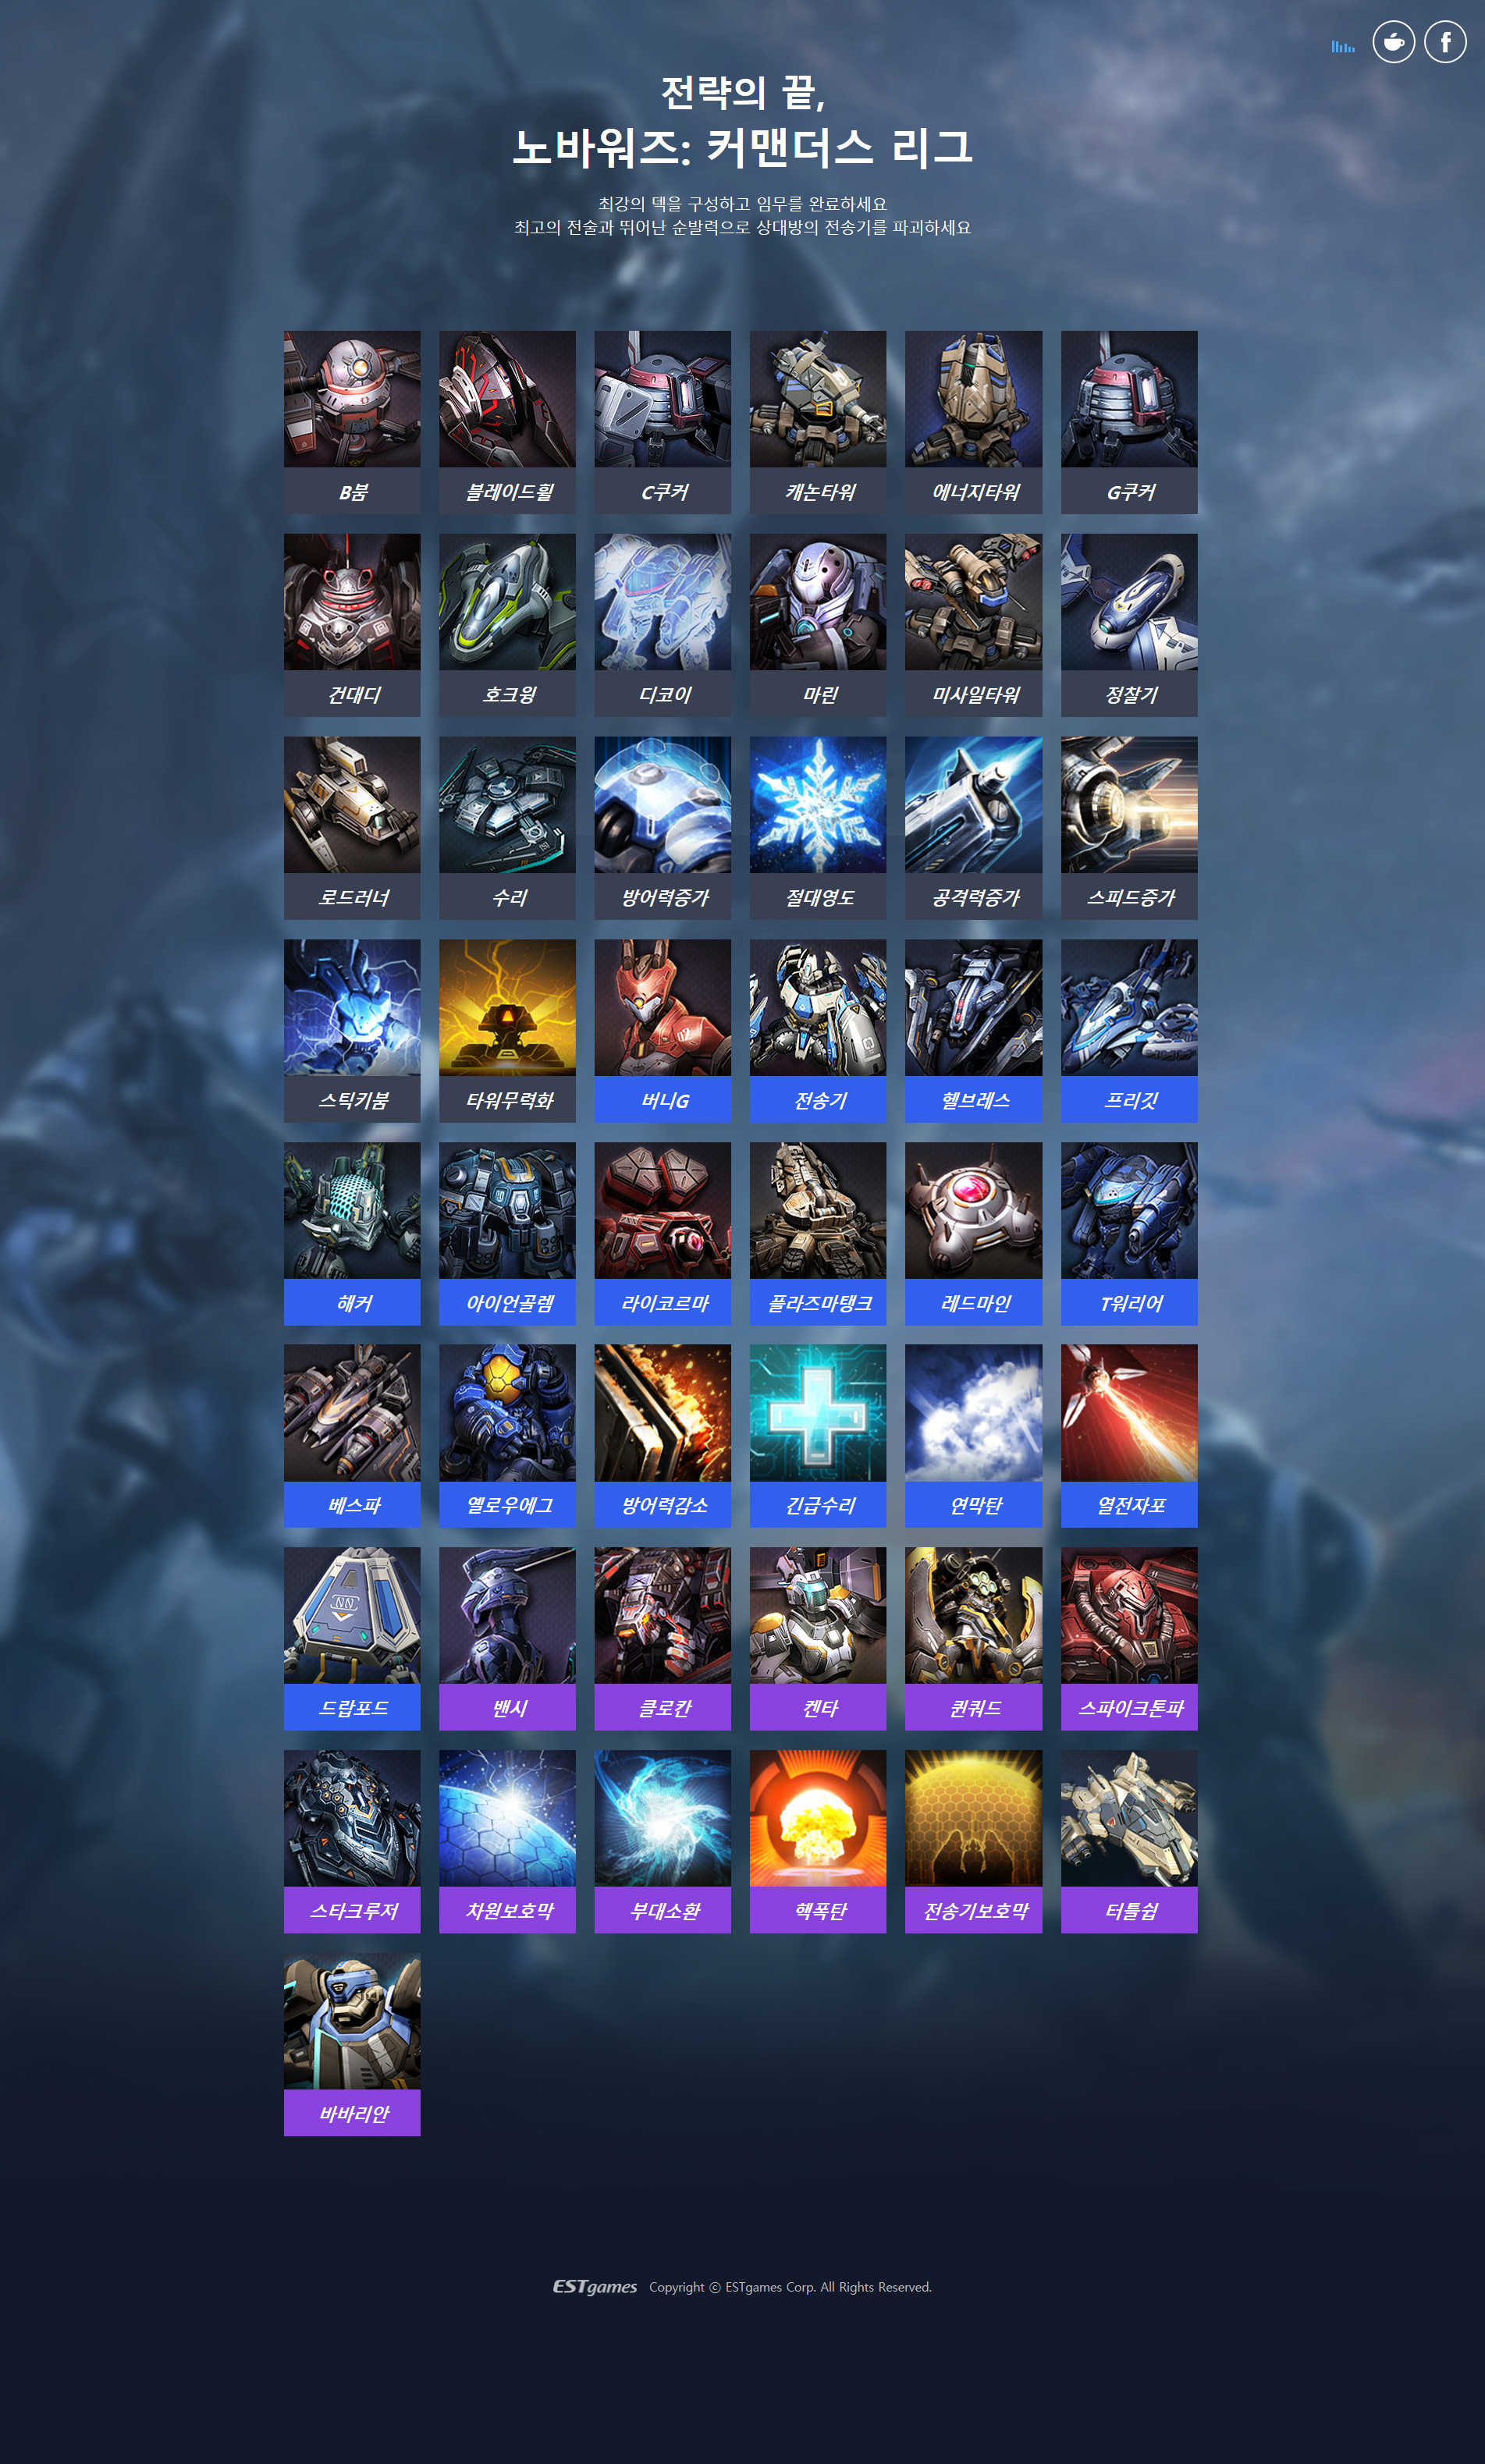 전략의 끝,
노바워즈: 커맨더스 리그
최강의 덱을 구성하고 임무를 완료하세요
최고의 전술과 뛰어난 순발력으로 상대방의 전송기를 파괴하세요
B붐
블레이드휠
C쿠커
캐논타워
에너지타워
G쿠커
건대디
호크윙
디코이
마린
미사일타워
정찰기
로드러너
수리
방어력증가
절대영도
공격력증가
스피드증가
스틱키붐
타워무력화
버니G
전송기
헬브레스
프리깃
해커
아이언골렘
라이코르마
플라즈마탱크
레드마인
T워리어
베스파
옐로우에그
방어력감소
긴급수리
연막탄
열전자포
드랍포드
밴시
클로칸
켄타
퀀쿼드
스파이크톤파
스타크루저
차원보호막
부대소환
핵폭탄
전송기보호막
터틀쉽
바바리안
ESTgames Copyright ⓒ ESTgames Corp. All Rights Reserved.